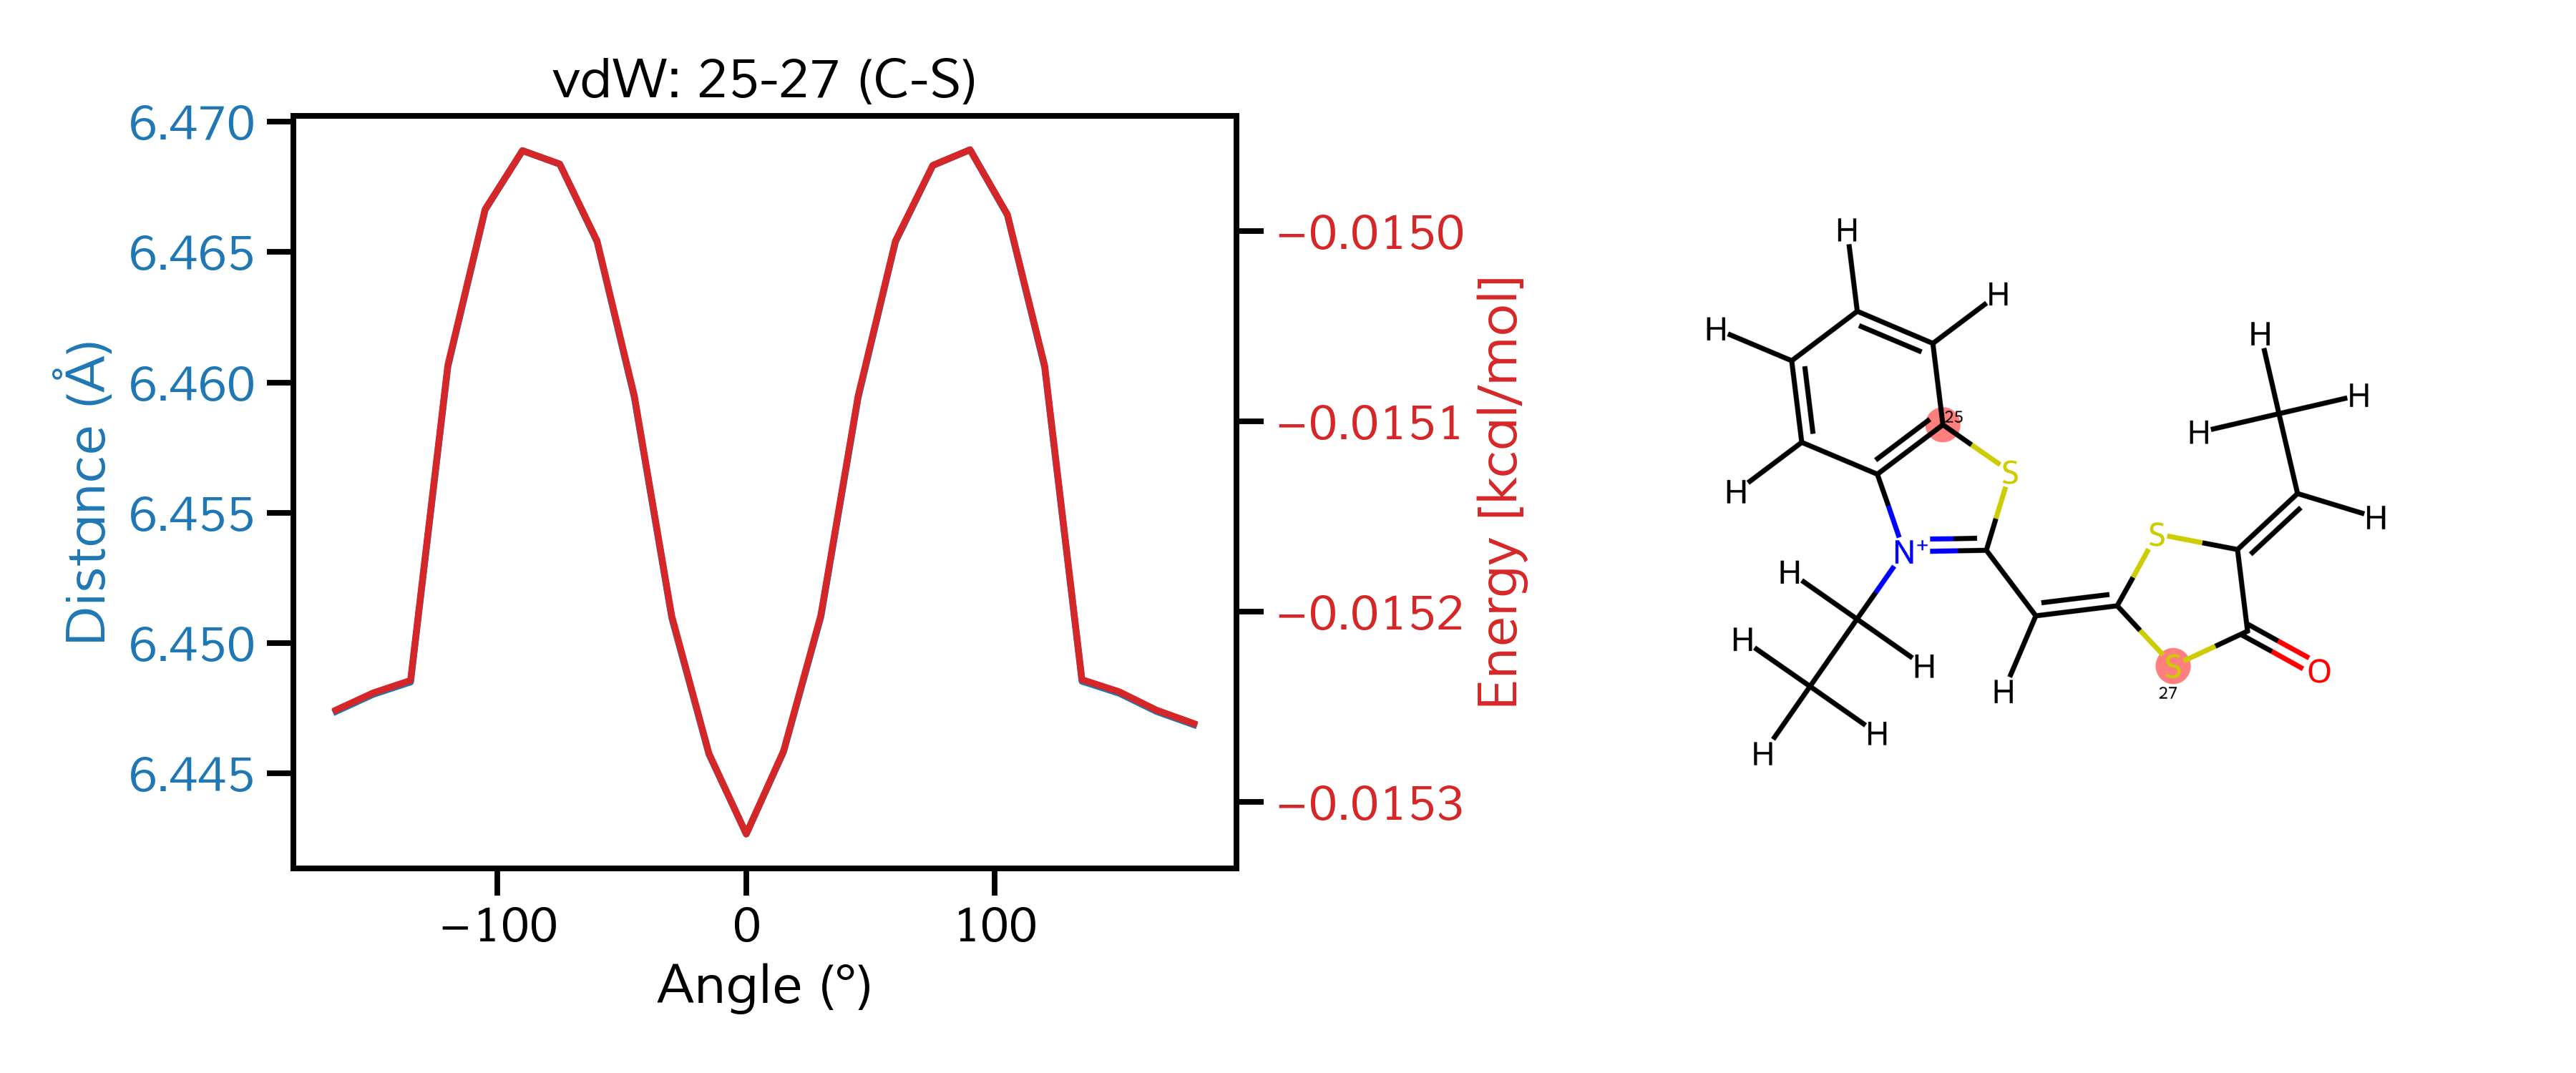 vdW: 25-27 (C-S)
6.470
6.465
6.460
6.455
6.450
6.445
Distance (Å)
−0.0150
−0.0151
−0.0152
−0.0153
Energy [kcal/mol]
−100
0
100
Angle (°)
H
H
H
H
H
H
25
S
H
H
S
N⁺
H
H
H
S
27
O
H
H
H
H